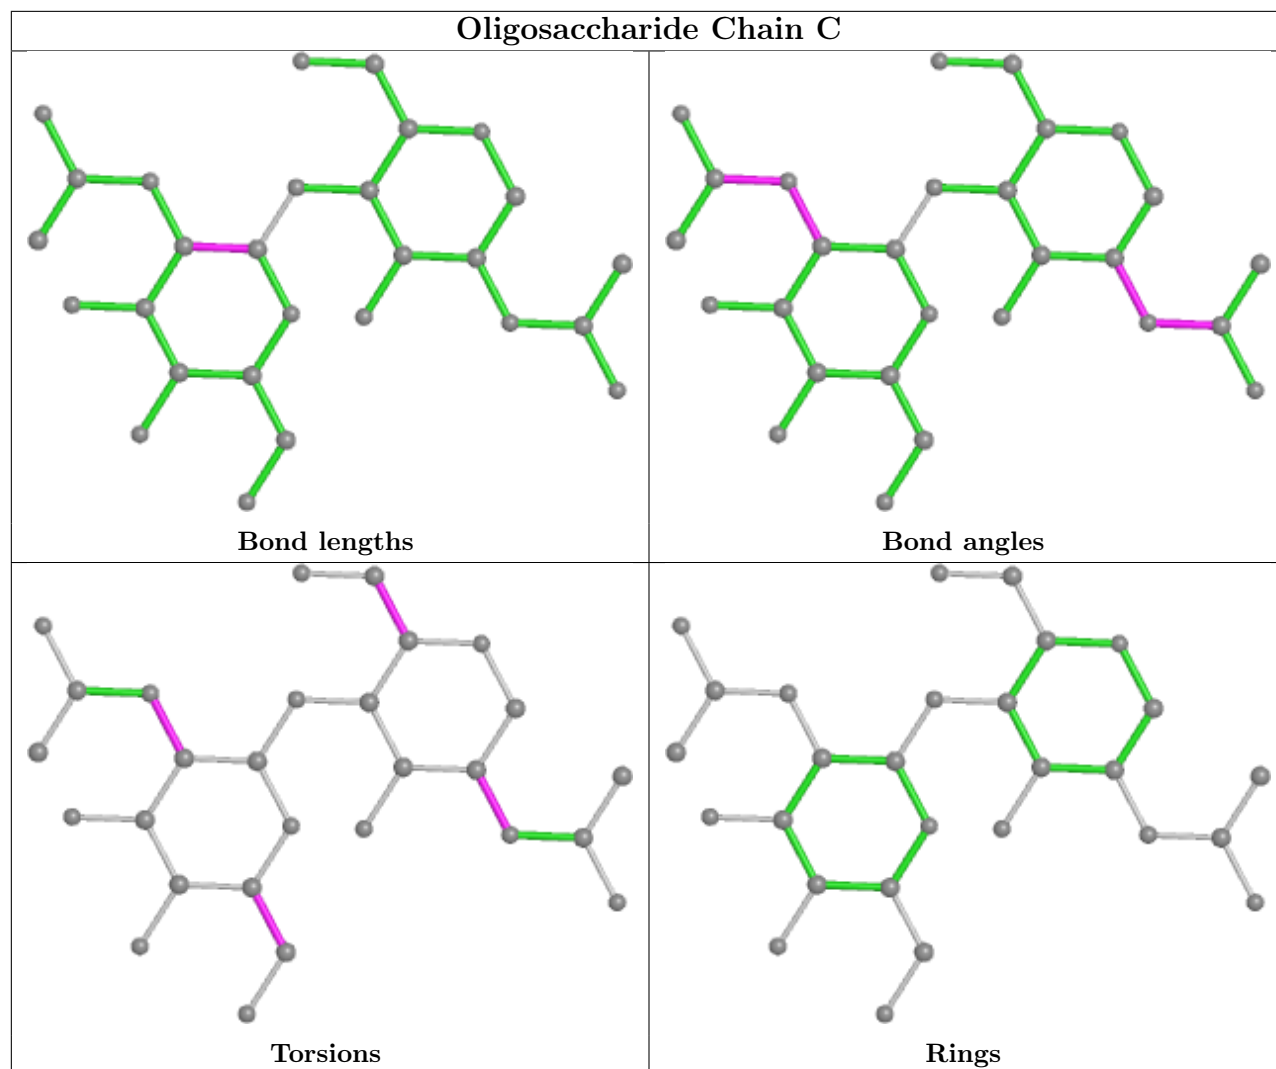 Oligosaccharide Chain C
Bond lengths
Bond angles
Torsions
Rings